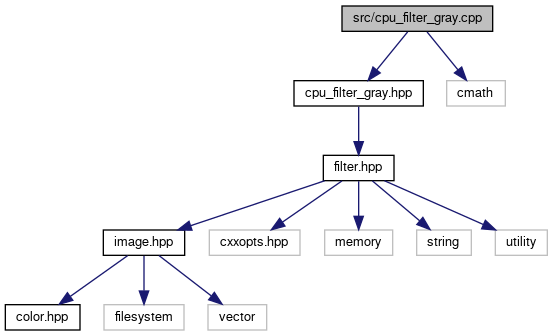 src/cpu_filter_gray.cpp
cpu_filter_gray.hpp
cmath
filter.hpp
image.hpp
cxxopts.hpp
memory
string
utility
color.hpp
filesystem
vector